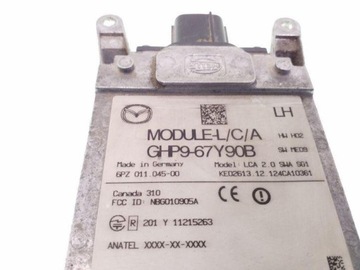 LH
MODULE-L/C/A
HW H02
GHP9-67Y90B
SW ME09
Made in Germany
Model: LCA 2.0 SWA SG1
6PZ 011.045-00
KE02613.12.124CA10361
Canada 310
FCC ID: NBG010905A
R 201 Y 11215263
ANATEL XXXX-XX-XXXX